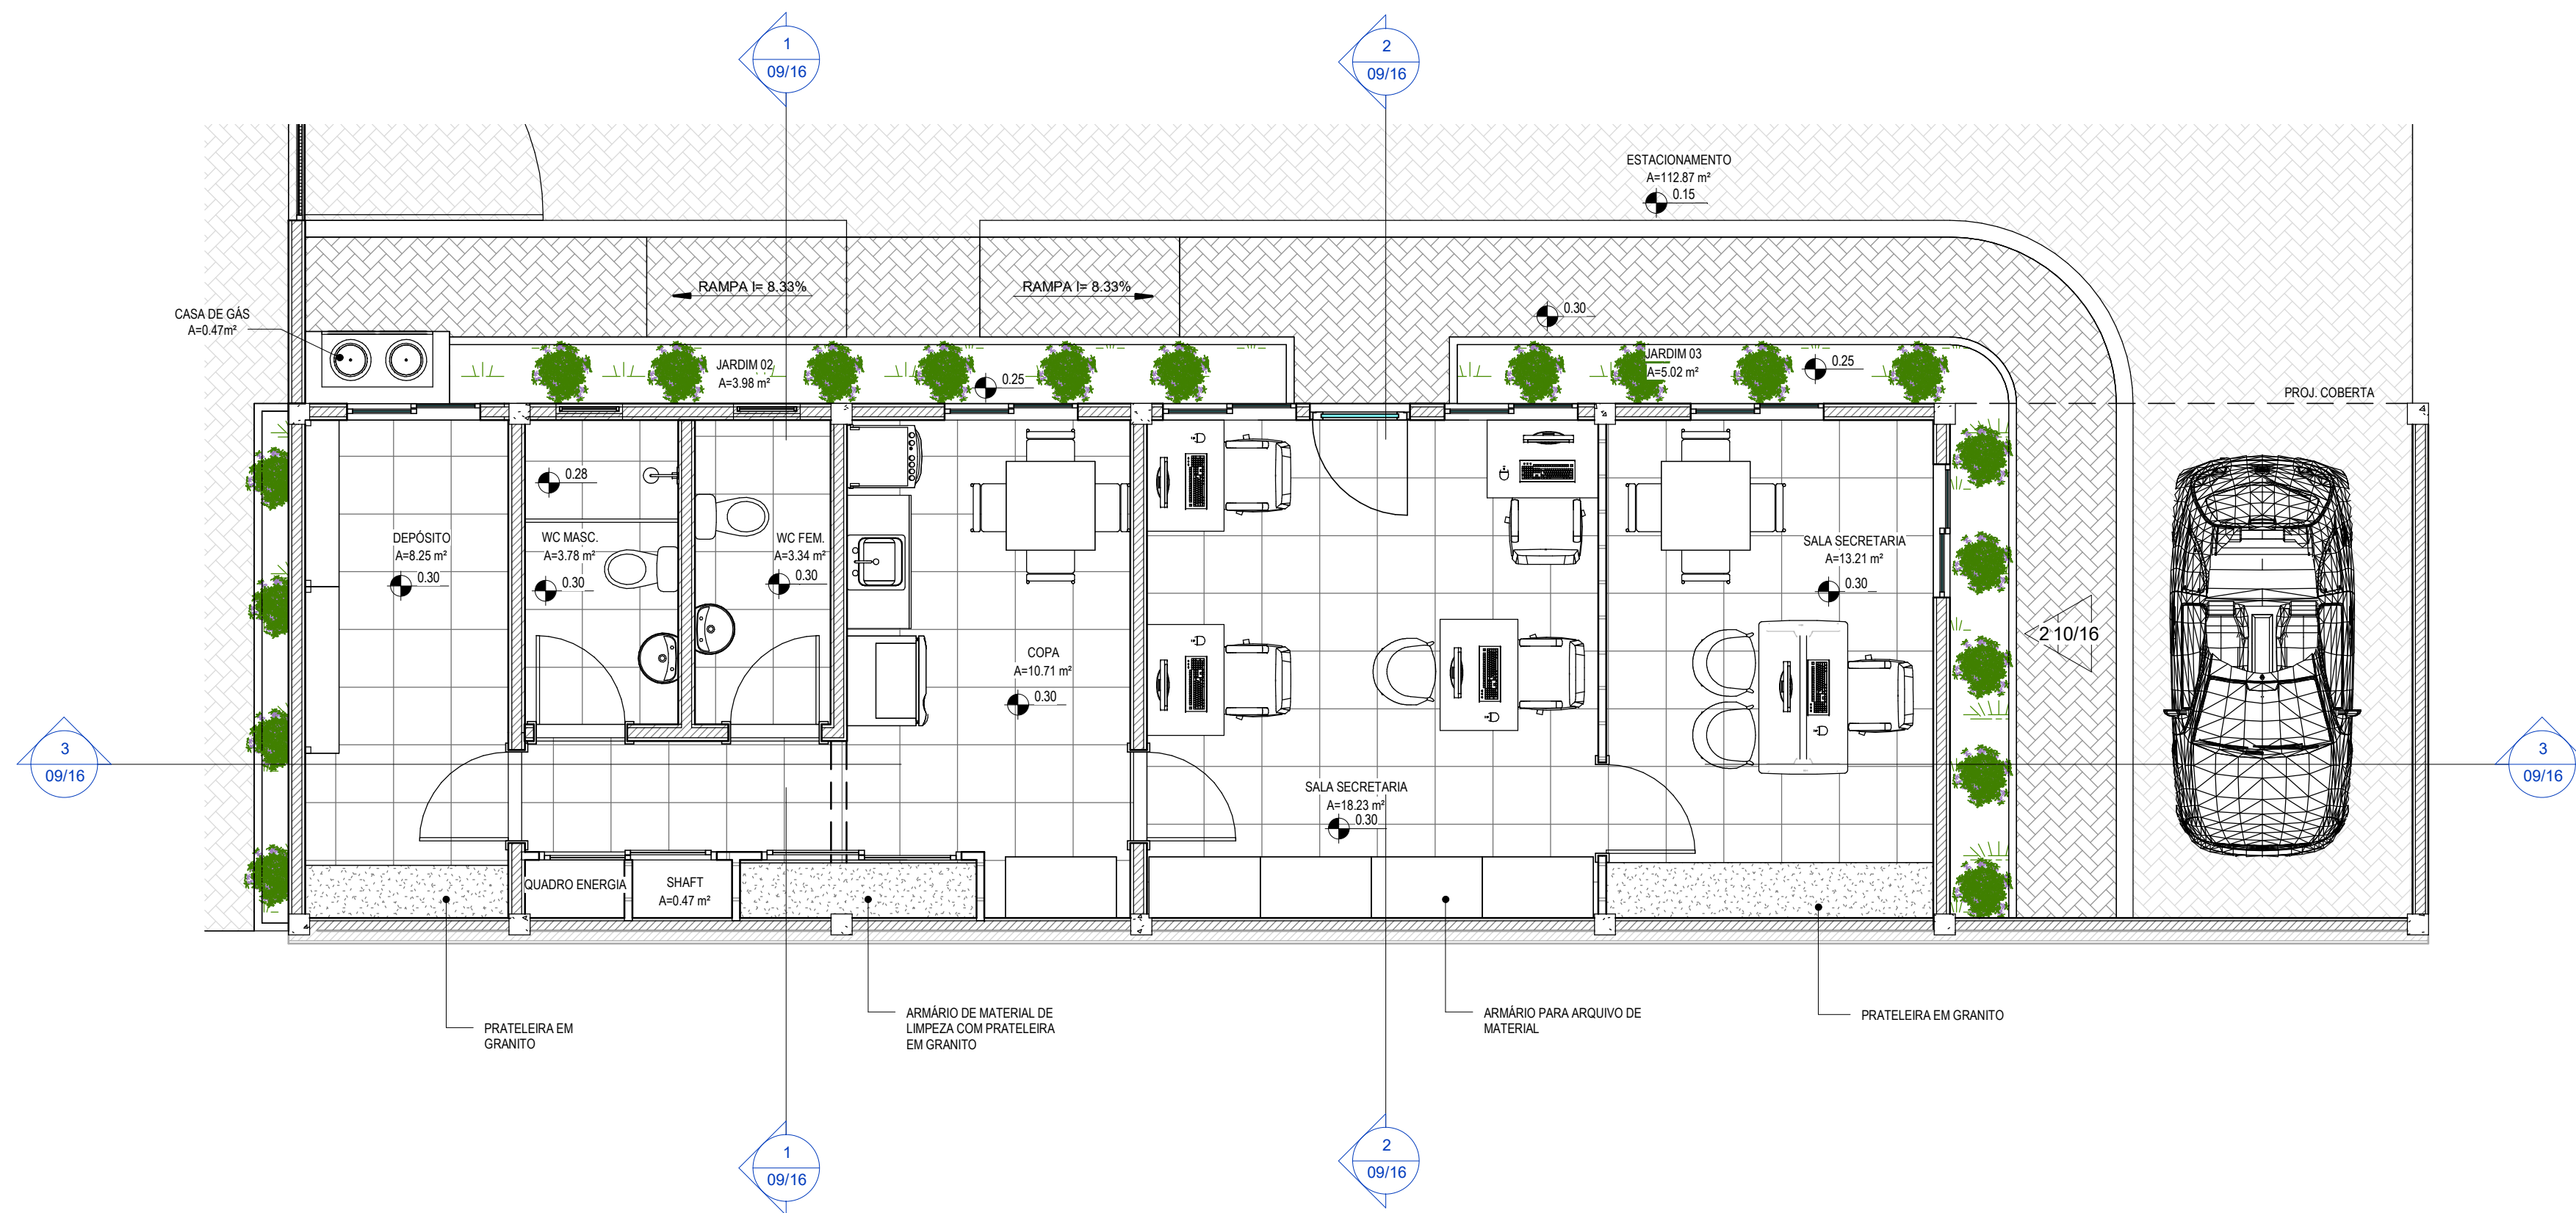 1
09/16
2
09/16
ESTACIONAMENTO
A=112.87 m²
0.15
RAMPA I= 8.33%
RAMPA I= 8.33%
0.30
CASA DE GÁS
A=0.47m²
JARDIM 02
A=3.98 m²
0.25
JARDIM 03
A=5.02 m²
0.25
PROJ. COBERTA
0.28
DEPÓSITO
A=8.25 m²
0.30
WC MASC.
A=3.78 m²
0.30
WC FEM.
A=3.34 m²
0.30
SALA SECRETARIA
A=13.21 m²
0.30
2 10/16
COPA
A=10.71 m²
0.30
3
09/16
3
09/16
SALA SECRETARIA
A=18.23 m²
0.30
QUADRO ENERGIA
SHAFT
A=0.47 m²
PRATELEIRA EM
GRANITO
ARMÁRIO DE MATERIAL DE
LIMPEZA COM PRATELEIRA
EM GRANITO
ARMÁRIO PARA ARQUIVO DE
MATERIAL
PRATELEIRA EM GRANITO
1
09/16
2
09/16